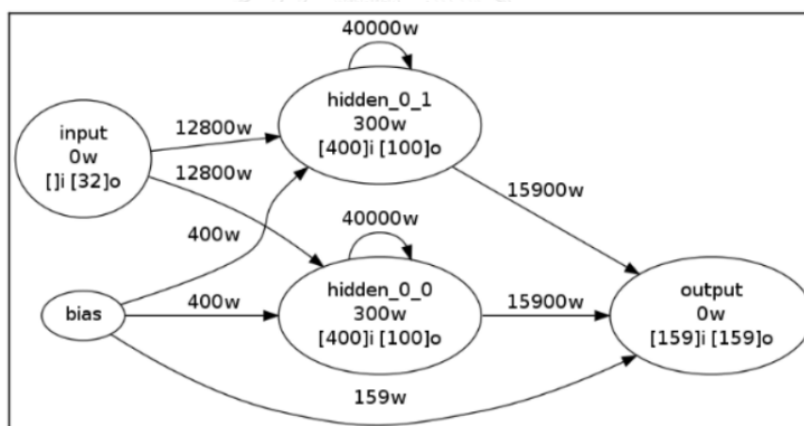 40000w
hidden_0_1
300w
[400]i [100]o
input
0w
[]i [32]o
12800w
12800w
15900w
400w
40000w
hidden_0_0
300w
[400]i [100]o
bias
400w
15900w
output
0w
[159]i [159]o
159w